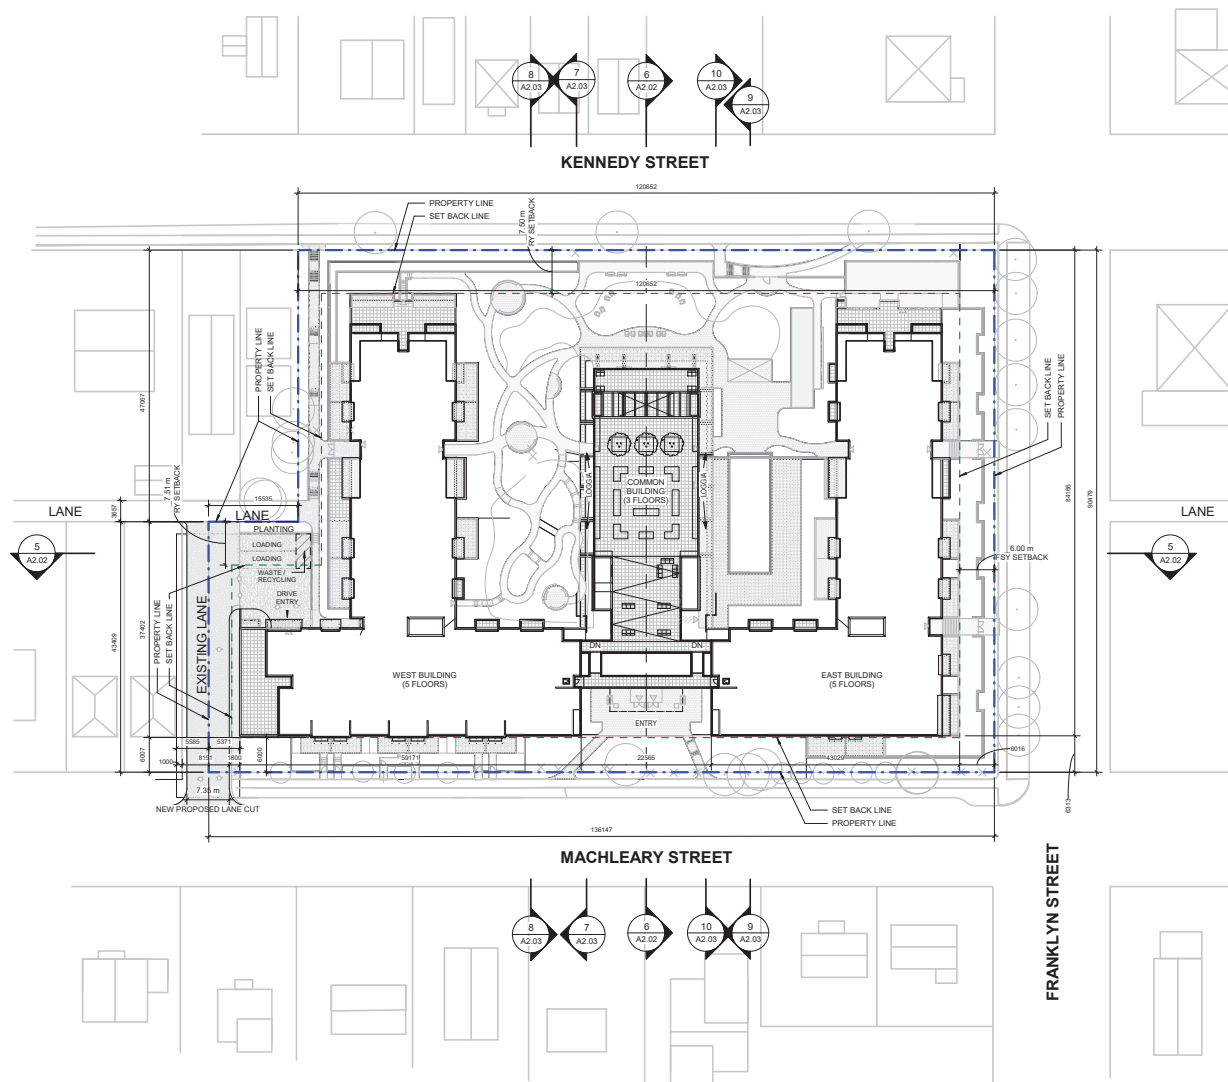 8
A2.03
7
A2.03
6
A2.02
10
A2.03
9
A2.03
KENNEDY STREET
120652
PROPERTY LINE
SET BACK LINE
7.50 m
RY SETBACK
120652
PROPERTY LINE
SET BACK LINE
47067
7.51 m
RY SETBACK
3657
15535
LANE
LANE
PLANTING
LOADING
LOADING
WASTE /
RECYCLING
DRIVE
ENTRY
5
A2.02
EXISTING LANE
PROPERTY LINE
SET BACK LINE
43409
37402
6007
LOGGIA
COMMON
BUILDING
(3 FLOORS)
LOGGIA
SET BACK LINE
PROPERTY LINE
84166
90479
LANE
5
A2.02
6.00 m
FSY SETBACK
DN
DN
WEST BUILDING
(5 FLOORS)
EAST BUILDING
(5 FLOORS)
ENTRY
5585
5371
8151
1800
1000
6000
59171
22565
43029
6016
6313
7.35 m
NEW PROPOSED LANE CUT
SET BACK LINE
PROPERTY LINE
136147
MACHLEARY STREET
FRANKLYN STREET
8
A2.03
7
A2.03
6
A2.02
10
A2.03
9
A2.03